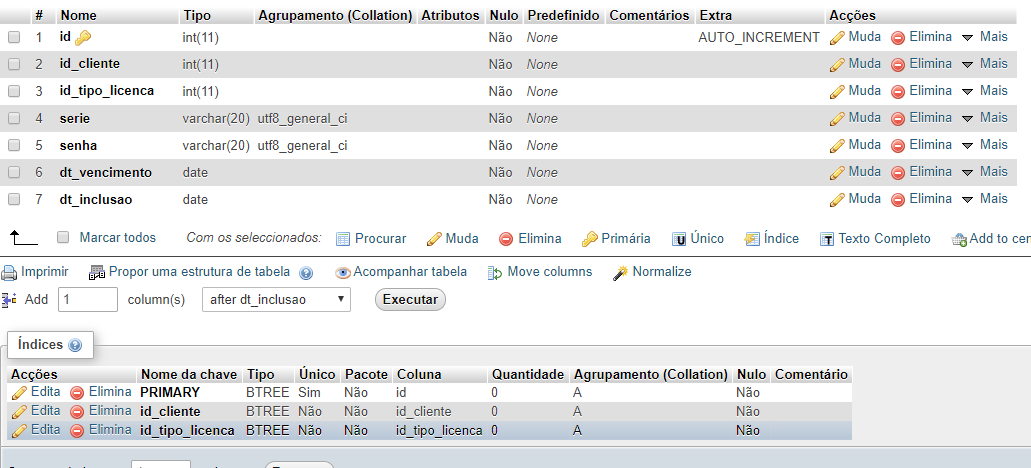 # Nome Tipo Agrupamento (Collation) Atributos Nulo Predefinido Comentários Extra Acções
1 id int(11) Não None AUTO_INCREMENT Muda Elimina Mais
2 id_cliente int(11) Não None Muda Elimina Mais
3 id_tipo_licenca int(11) Não None Muda Elimina Mais
4 serie varchar(20) utf8_general_ci Não None Muda Elimina Mais
5 senha varchar(20) utf8_general_ci Não None Muda Elimina Mais
6 dt_vencimento date Não None Muda Elimina Mais
7 dt_inclusao date Não None Muda Elimina Mais
Marcar todos Com os seleccionados: Procurar Muda Elimina Primária Único Índice Texto Completo Add to cen
Imprimir Propor uma estrutura de tabela Acompanhar tabela Move columns Normalize
Add 1 column(s) after dt_inclusao Executar
Índices
Acções Nome da chave Tipo Único Pacote Coluna Quantidade Agrupamento (Collation) Nulo Comentário
Edita Elimina PRIMARY BTREE Sim Não id 0 A Não
Edita Elimina id_cliente BTREE Não Não id_cliente 0 A Não
Edita Elimina id_tipo_licenca BTREE Não Não id_tipo_licenca 0 A Não